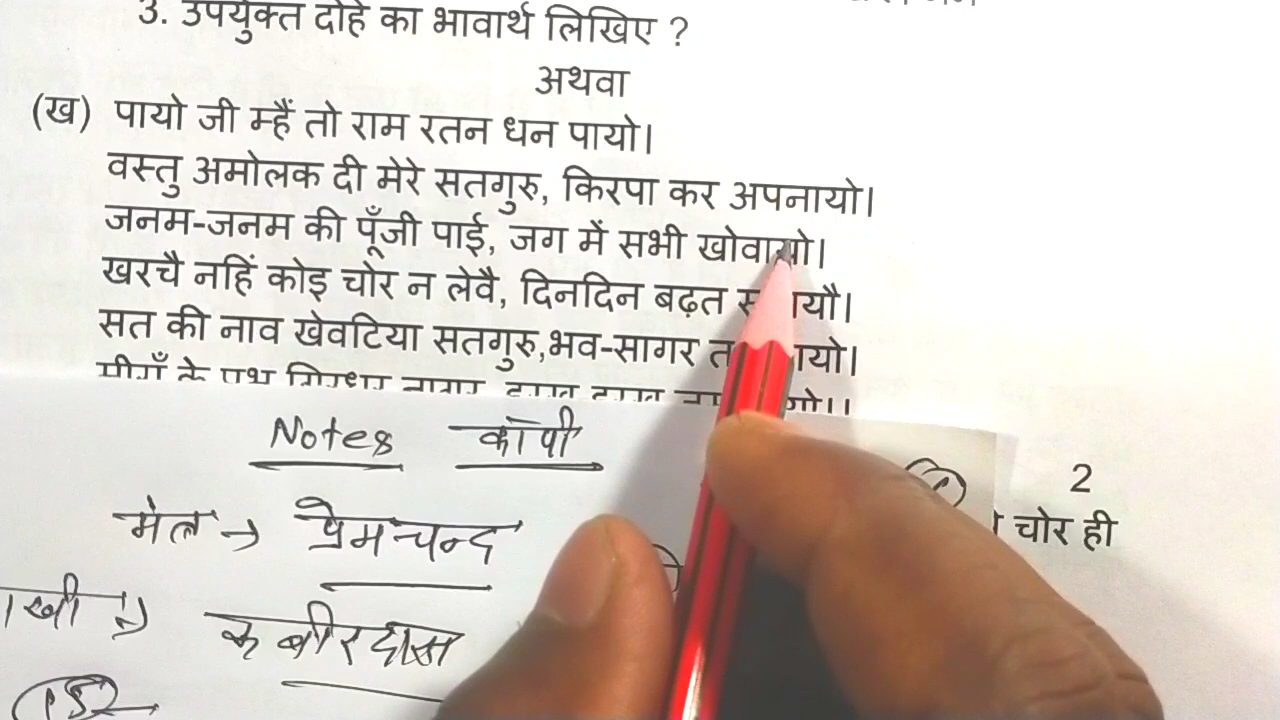 3. उपर्युक्त दोहे का भावार्थ लिखिए ?
अथवा
(ख) पायो जी म्हैं तो राम रतन धन पायो।
वस्तु अमोलक दी मेरे सतगुरु, किरपा कर अपनायो।
जनम-जनम की पूँजी पाई, जग में सभी खोवायो।
खरचै नहिं कोइ चोर न लेवै, दिनदिन बढ़त
सत की नाव खेवटिया सतगुरु,भव-सागर
Notes कॉपी
2
मेल → प्रेमचन्द
चोर ही
कबीरदास